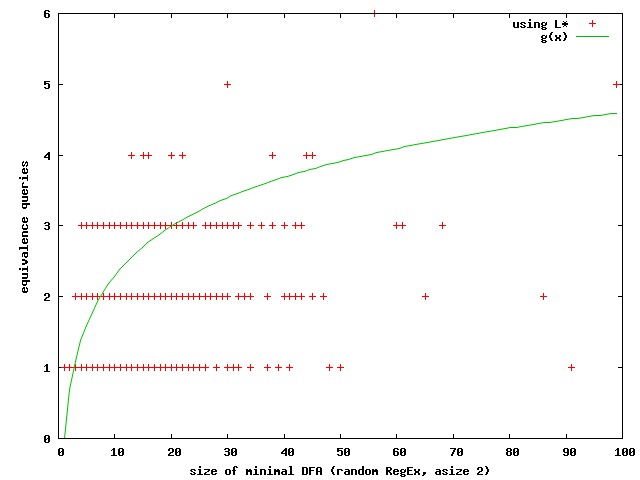 6
using L*
g(x)
5
4
equivalence queries
3
2
1
0
0 10 20 30 40 50 60 70 80 90 100
size of minimal DFA (random RegEx, asize 2)